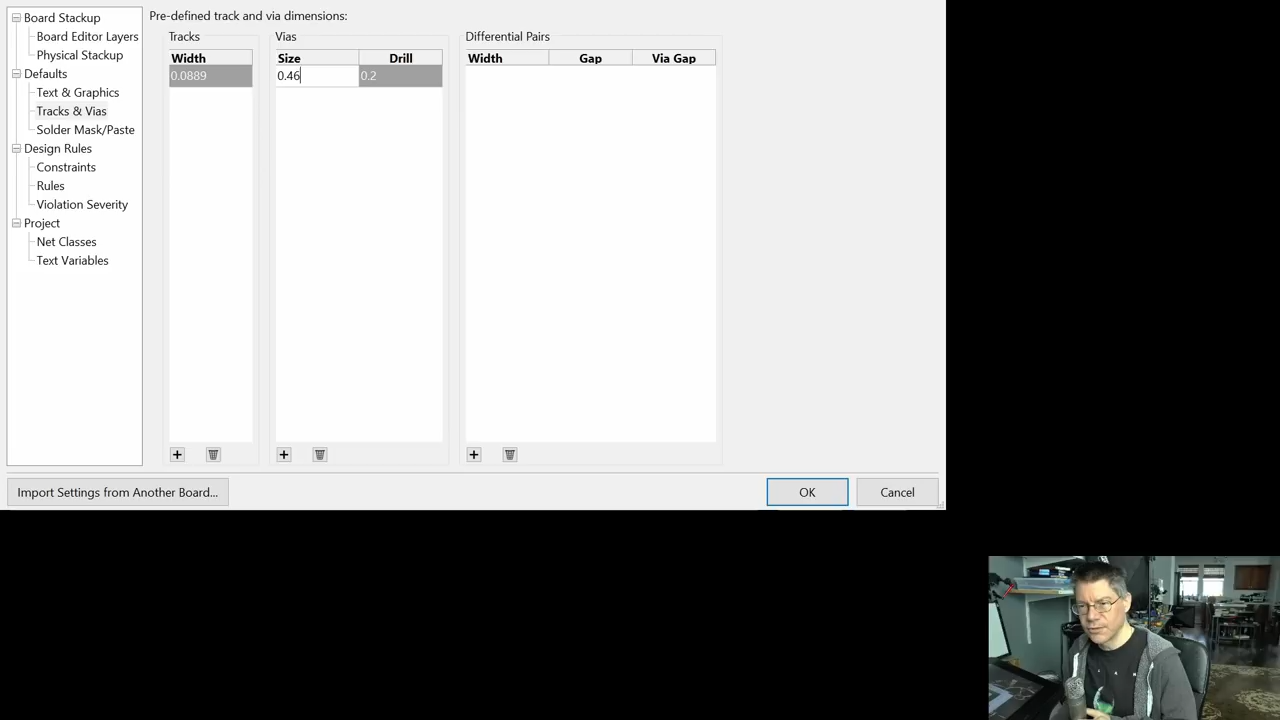 Board Stackup
Board Editor Layers
Physical Stackup
Defaults
Text & Graphics
Tracks & Vias
Solder Mask/Paste
Design Rules
Constraints
Rules
Violation Severity
Project
Net Classes
Text Variables
Pre-defined track and via dimensions:
Tracks
Width
0.0889
Vias
Size Drill
0.46 0.2
Differential Pairs
Width Gap Via Gap
Import Settings from Another Board...
OK
Cancel